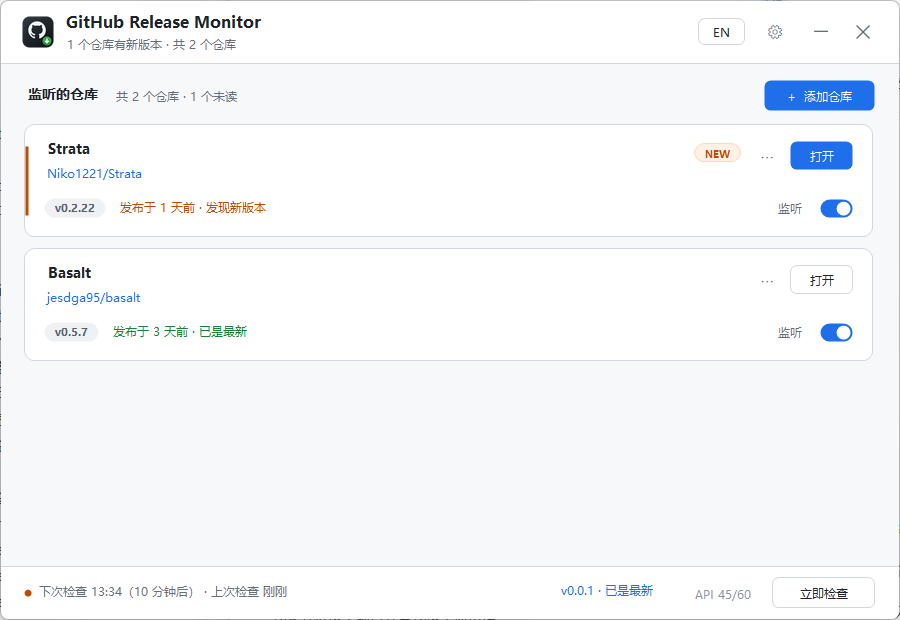 GitHub Release Monitor
1 个仓库有新版本 · 共 2 个仓库
EN
监听的仓库
共 2 个仓库 · 1 个未读
+ 添加仓库
Strata
NEW
...
打开
Niko1221/Strata
v0.2.22
发布于 1 天前 · 发现新版本
监听
Basalt
...
打开
jesdga95/basalt
v0.5.7
发布于 3 天前 · 已是最新
监听
下次检查 13:34（10 分钟后） · 上次检查 刚刚
v0.0.1 · 已是最新
API 45/60
立即检查